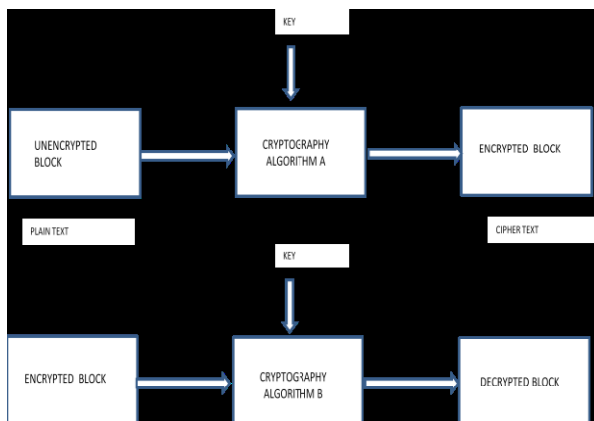 KEY
UNENCRYPTED
BLOCK
CRYPTOGRAPHY
ALGORITHM A
ENCRYPTED BLOCK
PLAIN TEXT
CIPHER TEXT
KEY
ENCRYPTED BLOCK
CRYPTOGRAPHY
ALGORITHM B
DECRYPTED BLOCK